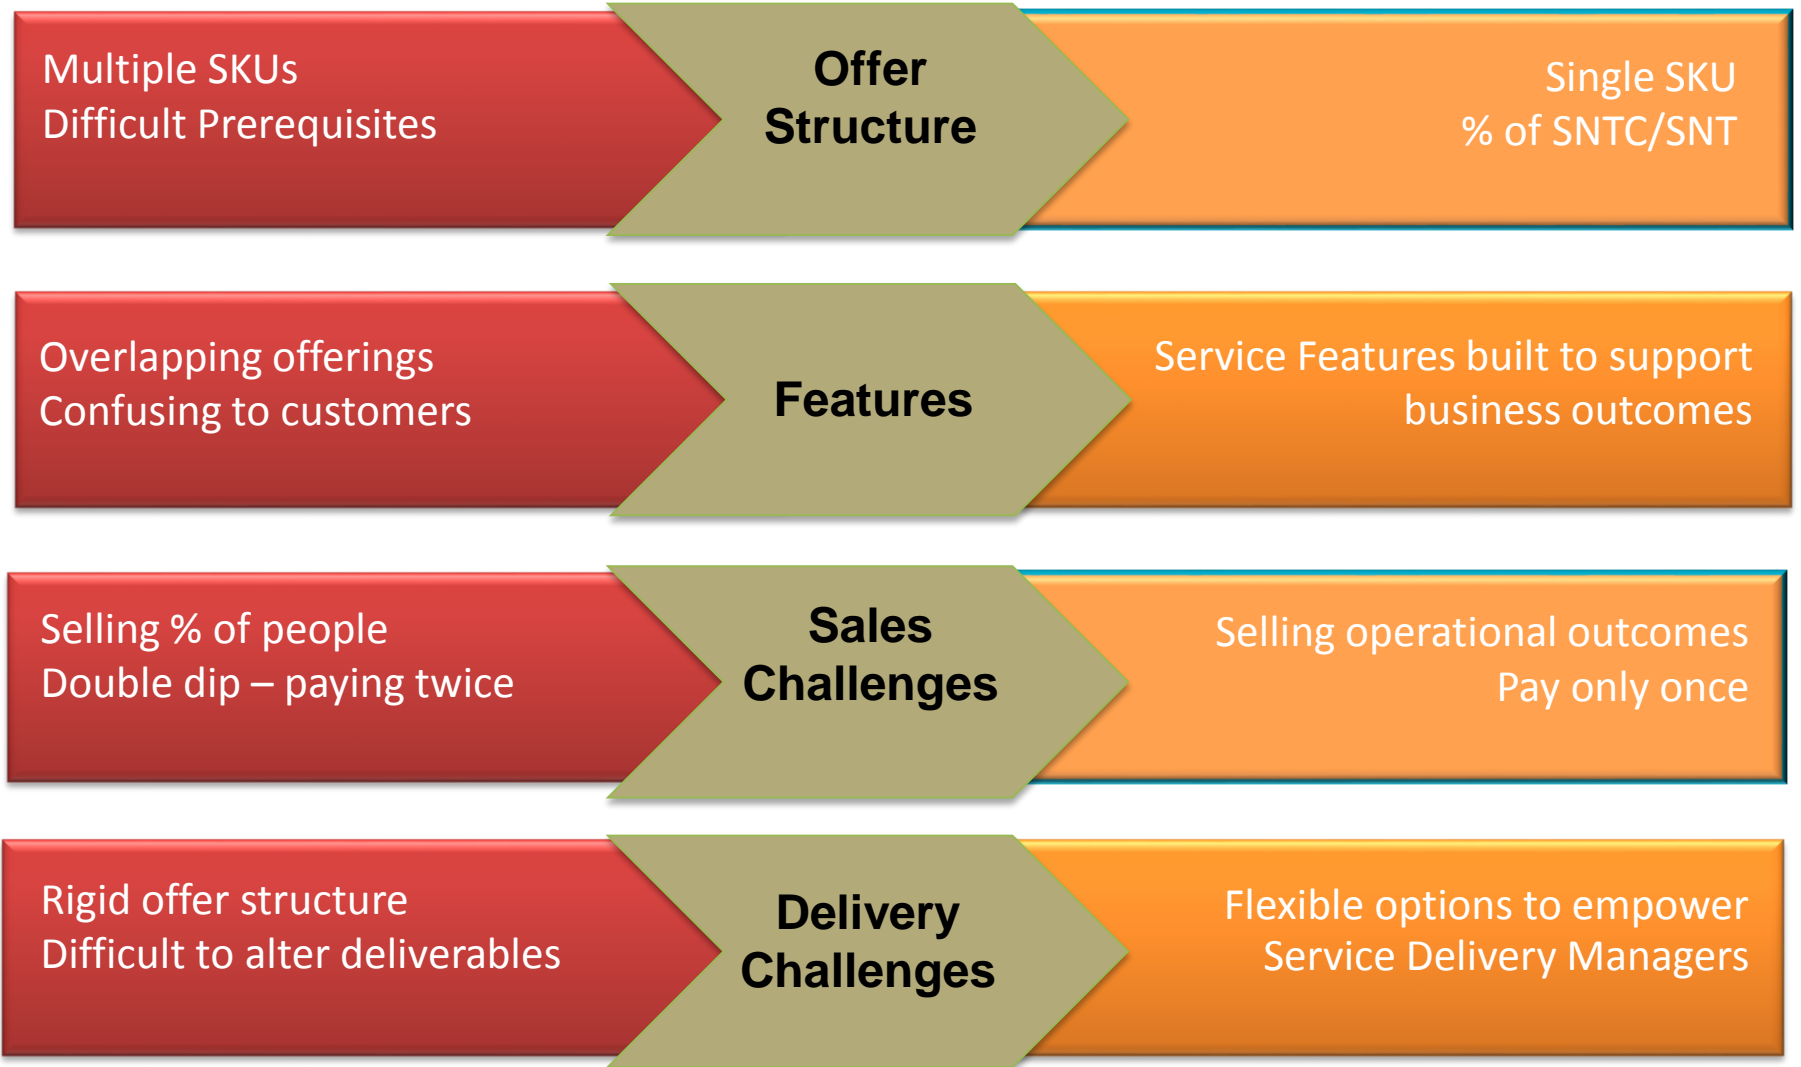 Multiple SKUs
Difficult Prerequisites
Offer
Structure
Single SKU
% of SNTC/SNT
Overlapping offerings
Confusing to customers
Features
Service Features built to support
business outcomes
Selling % of people
Double dip – paying twice
Sales
Challenges
Selling operational outcomes
Pay only once
Rigid offer structure
Difficult to alter deliverables
Delivery
Challenges
Flexible options to empower
Service Delivery Managers